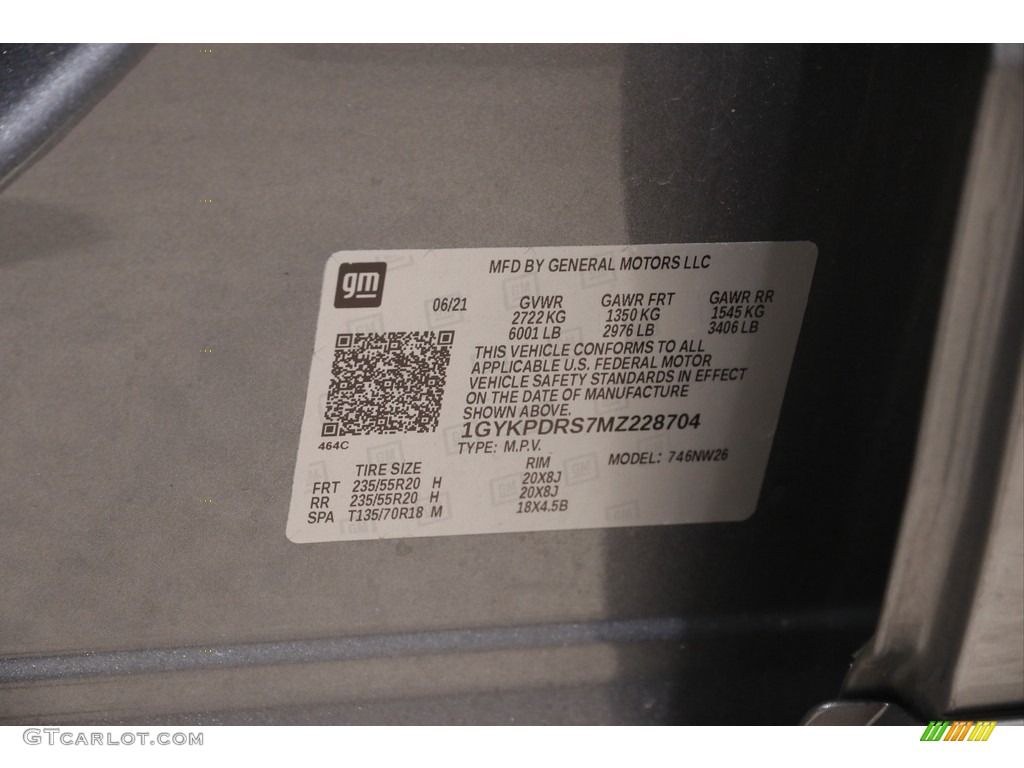 gm
MFD BY GENERAL MOTORS LLC
06/21 GVWR GAWR FRT GAWR RR
2722 KG 1350 KG 1545 KG
6001 LB 2976 LB 3406 LB
THIS VEHICLE CONFORMS TO ALL
APPLICABLE U.S. FEDERAL MOTOR
VEHICLE SAFETY STANDARDS IN EFFECT
ON THE DATE OF MANUFACTURE
SHOWN ABOVE.
1GYKPDRS7MZ228704
464C
TYPE: M.P.V.
MODEL: 746NW26
TIRE SIZE RIM
FRT 235/55R20 H 20X8J
RR 235/55R20 H 20X8J
SPA T135/70R18 M 18X4.5B
GTCARLOT.COM